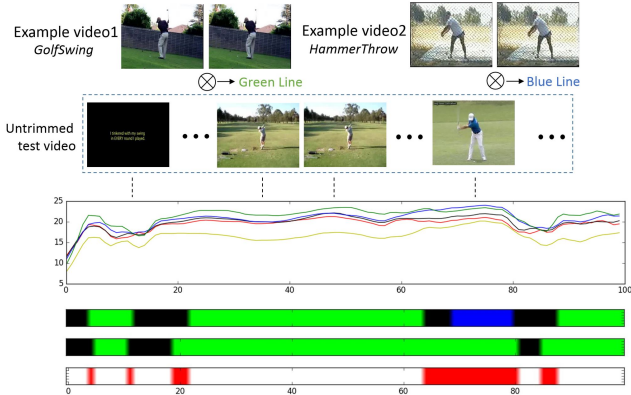 Example video1
GolfSwing
Example video2
HammerThrow
Green Line
Blue Line
Untrimmed
test video
25
20
15
10
5
0 20 40 60 80 100
0 20 40 60 80 100